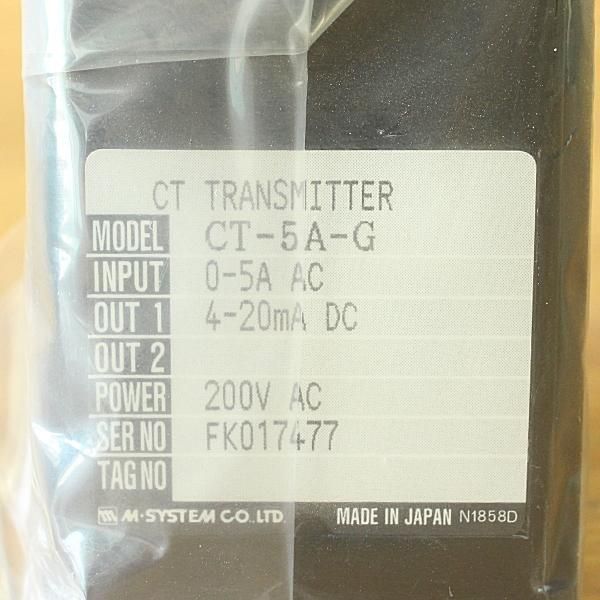 CT TRANSMITTER
MODEL CT-5A-G
INPUT 0-5A AC
OUT 1 4-20mA DC
OUT 2
POWER 200V AC
SER NO FK017477
TAG NO
M-SYSTEM CO.,LTD. MADE IN JAPAN N1858D